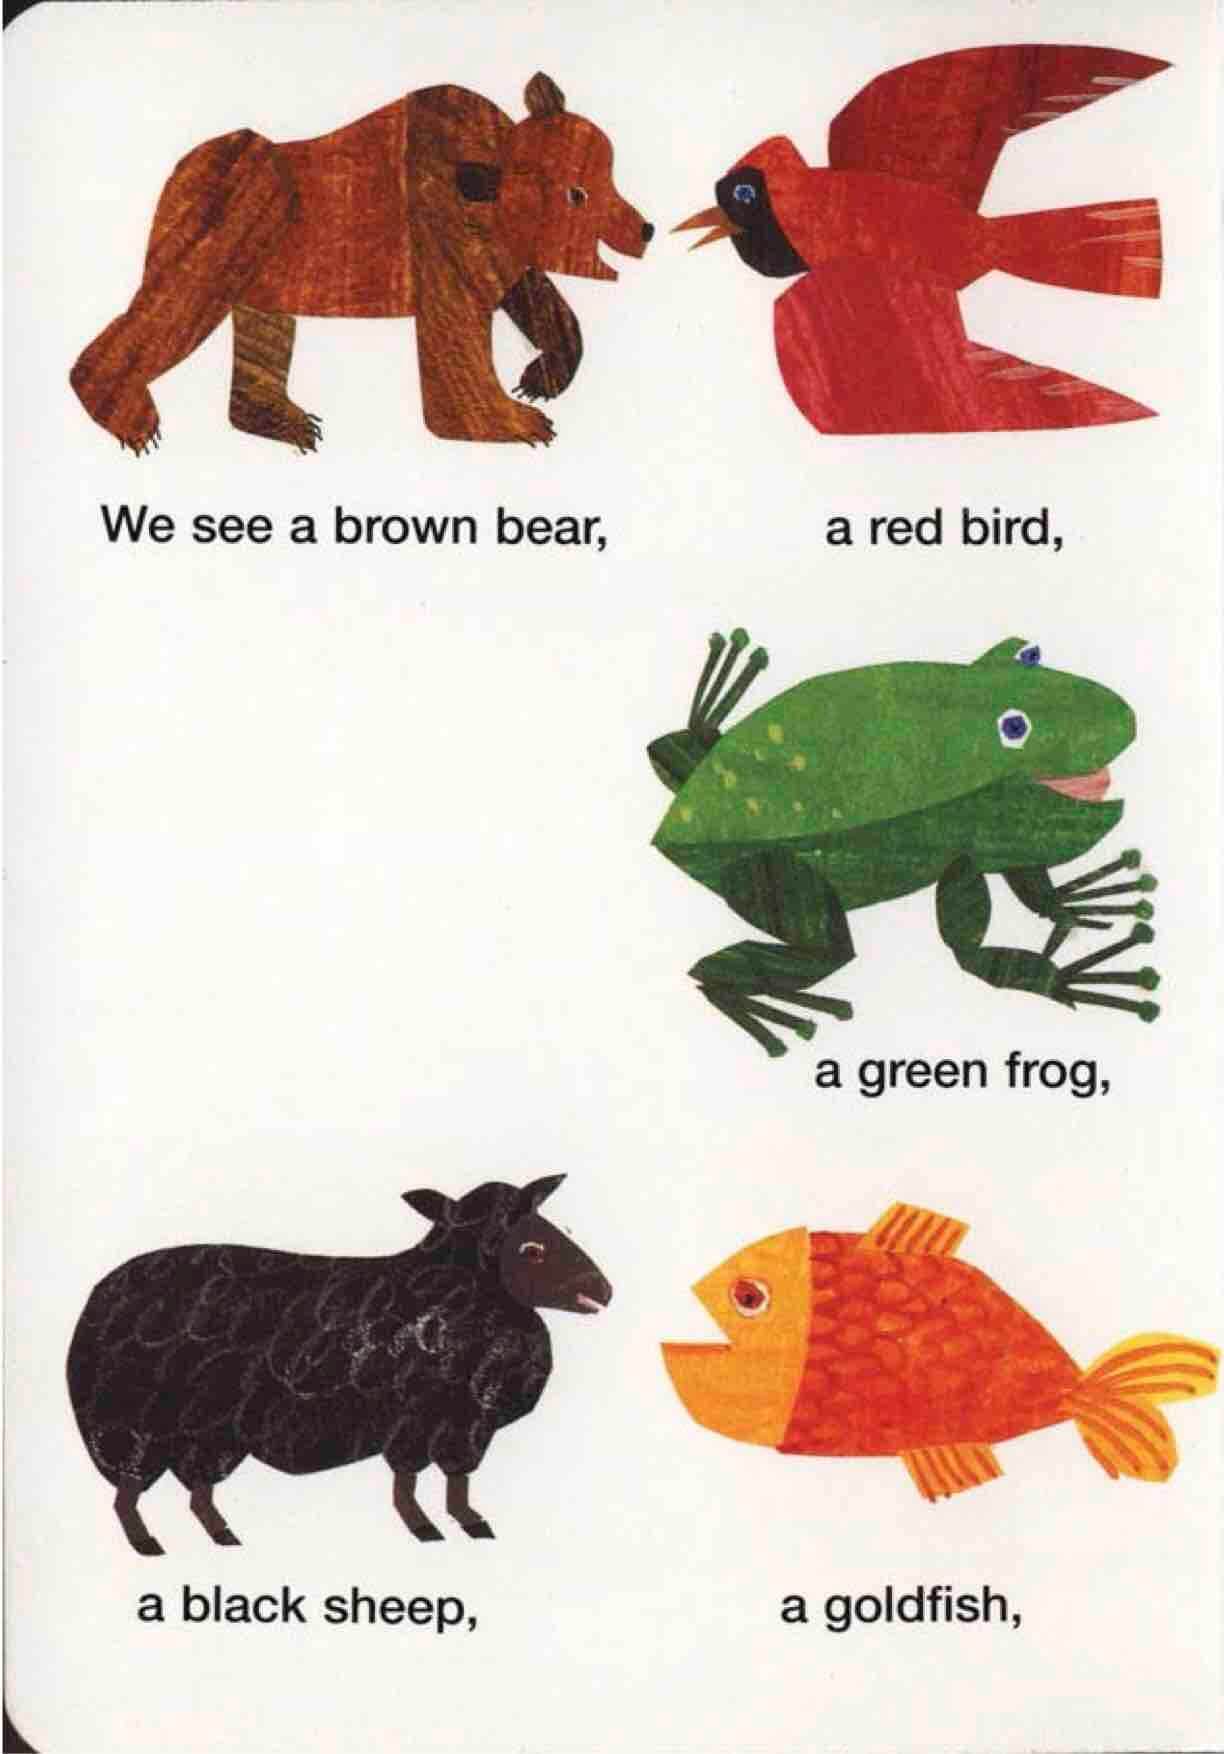 We see a brown bear,
a red bird,
a green frog,
a black sheep,
a goldfish,